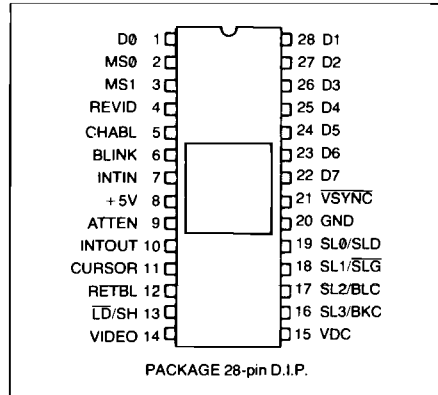 D0 1 28 D1
MS0 2 27 D2
MS1 3 26 D3
REVID 4 25 D4
CHABL 5 24 D5
BLINK 6 23 D6
INTIN 7 22 D7
+5V 8 21 VSYNC
ATTEN 9 20 GND
INTOUT 10 19 SL0/SLD
CURSOR 11 18 SL1/SLG
RETBL 12 17 SL2/BLC
LD/SH 13 16 SL3/BKC
VIDEO 14 15 VDC
PACKAGE 28-pin D.I.P.